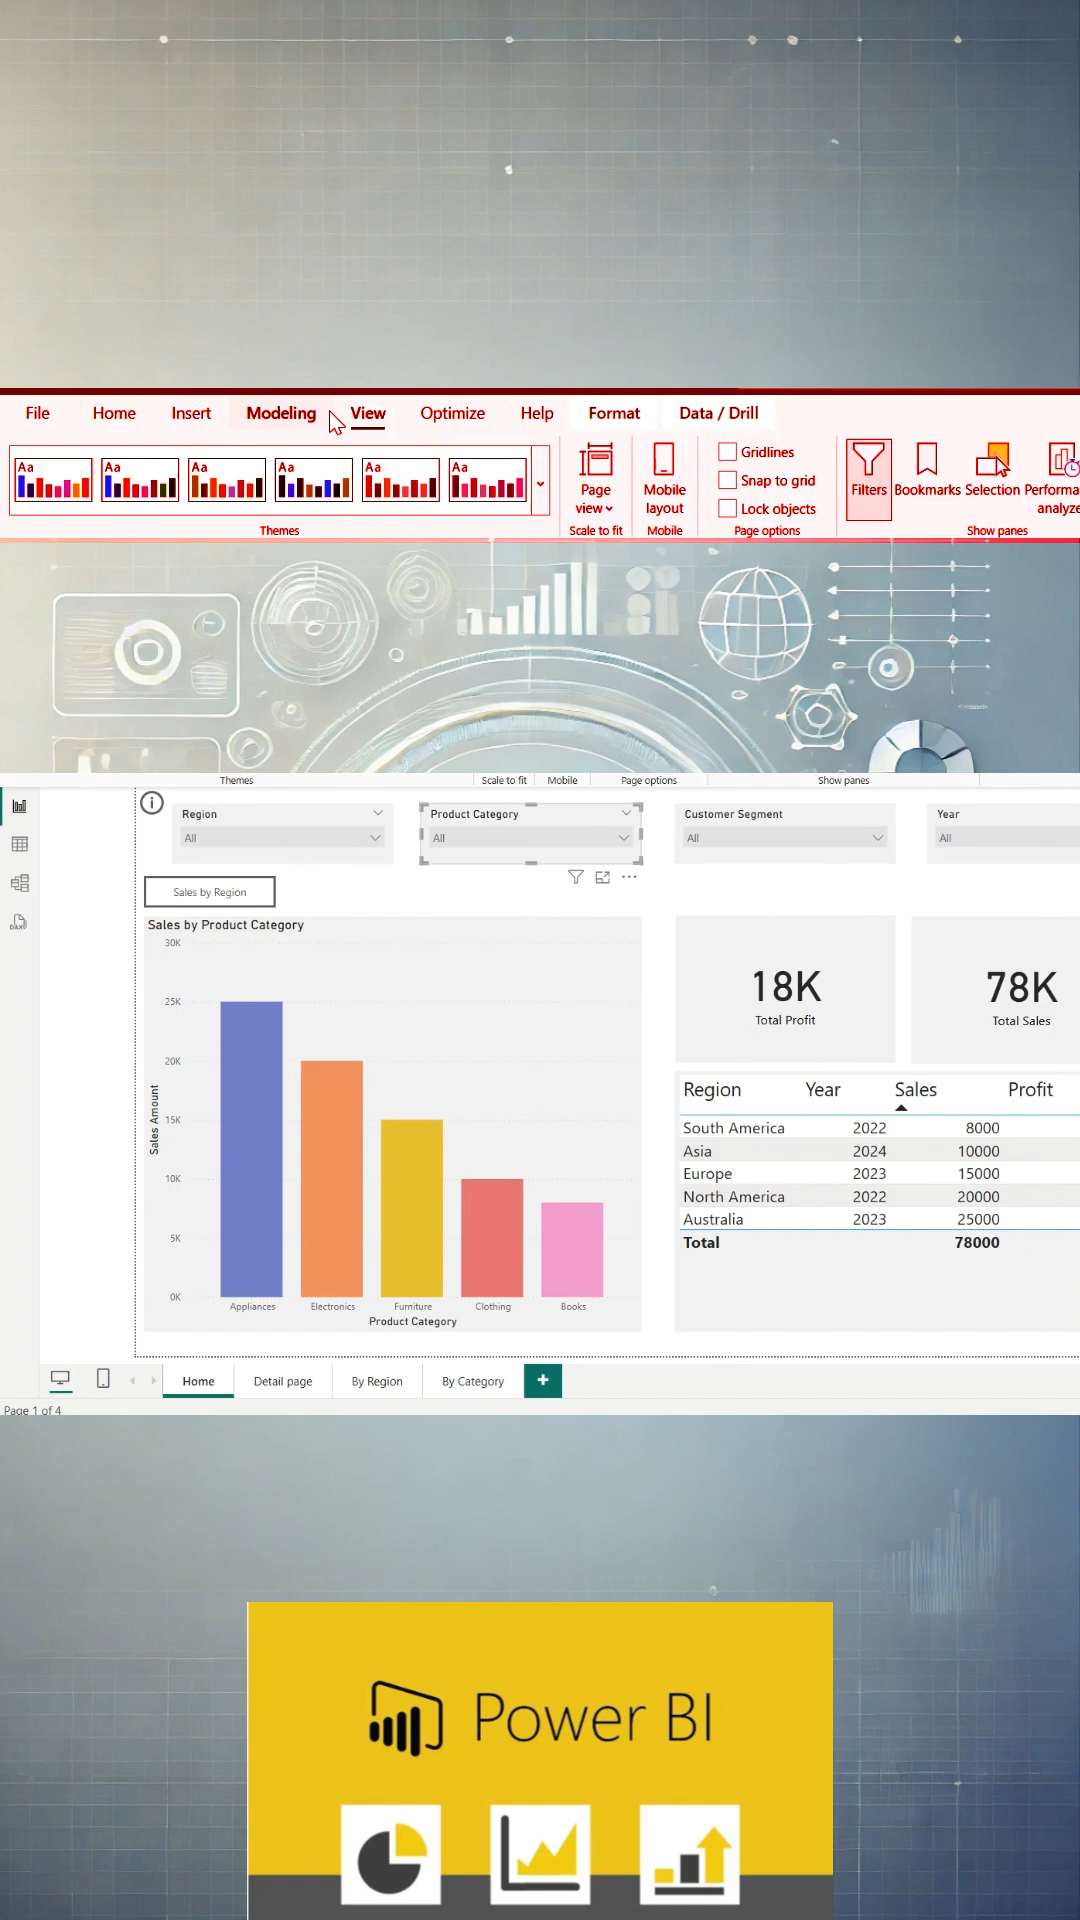 File Home Insert Modeling View Optimize Help Format Data / Drill
Aa Aa Aa Aa Aa Aa
Gridlines
Snap to grid
Lock objects
Page view
Mobile layout
Filters Bookmarks Selection Performa
analyze
Themes Scale to fit Mobile Page options Show panes
Themes Scale to fit Mobile Page options Show panes
Region Product Category Customer Segment Year
All All All All
Sales by Region
Sales by Product Category
30K
25K
20K
15K
10K
5K
0K
Sales Amount
Appliances Electronics Furniture Clothing Books
Product Category
18K
Total Profit
78K
Total Sales
Region Year Sales Profit
South America 2022 8000
Asia 2024 10000
Europe 2023 15000
North America 2022 20000
Australia 2023 25000
Total 78000
DAX
Home Detail page By Region By Category +
Page 1 of 4
Power BI